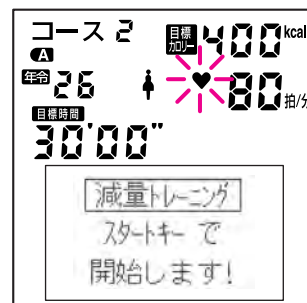 コース 2
目標カロリー 400 kcal
A
年令 26
80 拍/分
目標時間
30'00"
減量トレーニング
スタートキー で
開始します!